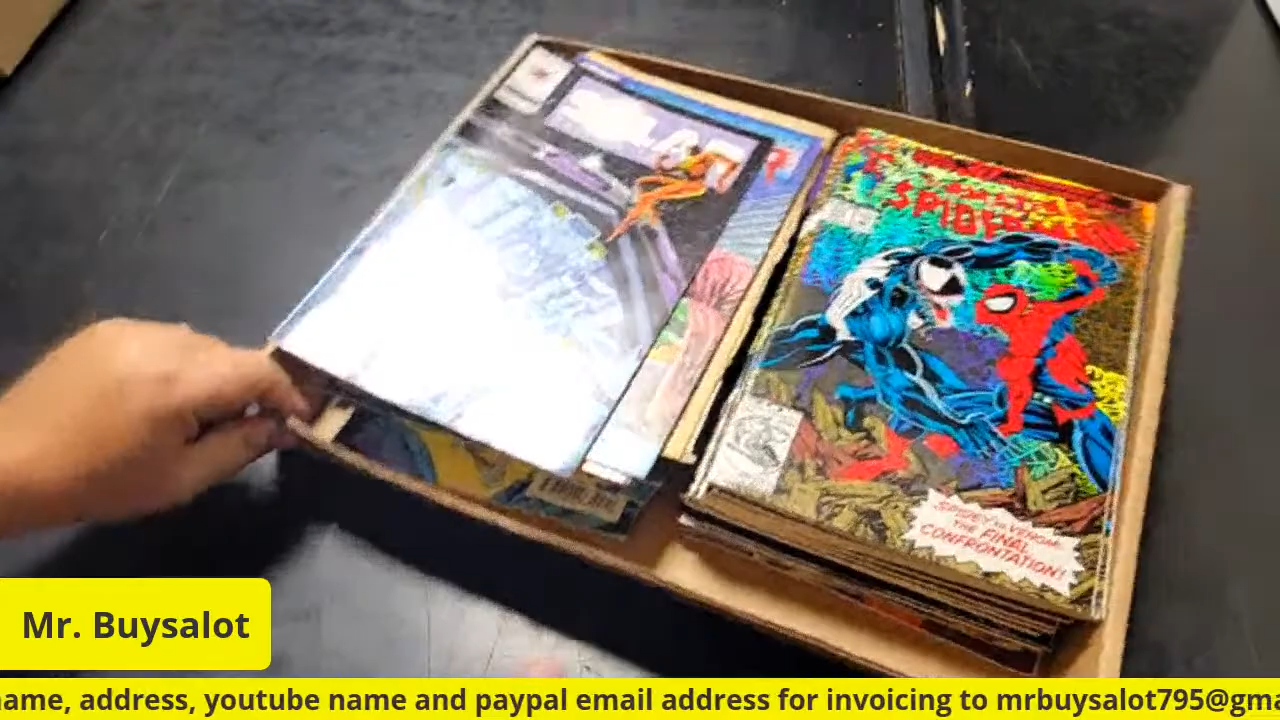 SPIDER-MAN
SPIDEY vs. VENOM:
THE FINAL
CONFRONTATION!
Mr. Buysalot
name, address, youtube name and paypal email address for invoicing to mrbuysalot795@gma